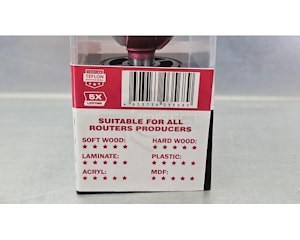 TEFLON
5X
SUITABLE FOR ALL
ROUTERS PRODUCERS
SOFT WOOD: HARD WOOD:
★ ★ ★ ★ ★ ★ ★ ★ ★ ★
LAMINATE: PLASTIC:
★ ★ ★ ★ ★ ★ ★ ★ ★ ★
ACRYL: MDF:
★ ★ ★ ★ ★ ★ ★ ★ ★ ★